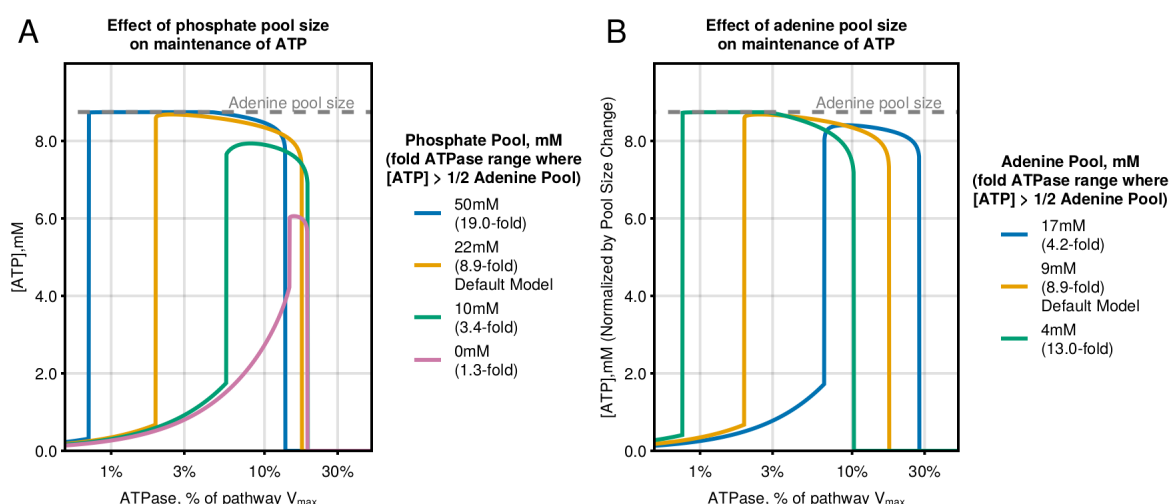 A
Effect of phosphate pool size
on maintenance of ATP
Adenine pool size
8.0
6.0
4.0
2.0
0.0
[ATP],mM
1%
3%
10%
30%
ATPase, % of pathway Vmax
Phosphate Pool, mM
(fold ATPase range where
[ATP] > 1/2 Adenine Pool)
50mM
(19.0-fold)
22mM
(8.9-fold)
Default Model
10mM
(3.4-fold)
0mM
(1.3-fold)
B
Effect of adenine pool size
on maintenance of ATP
Adenine pool size
8.0
6.0
4.0
2.0
0.0
[ATP],mM (Normalized by Pool Size Change)
1%
3%
10%
30%
ATPase, % of pathway Vmax
Adenine Pool, mM
(fold ATPase range where
[ATP] > 1/2 Adenine Pool)
17mM
(4.2-fold)
9mM
(8.9-fold)
Default Model
4mM
(13.0-fold)